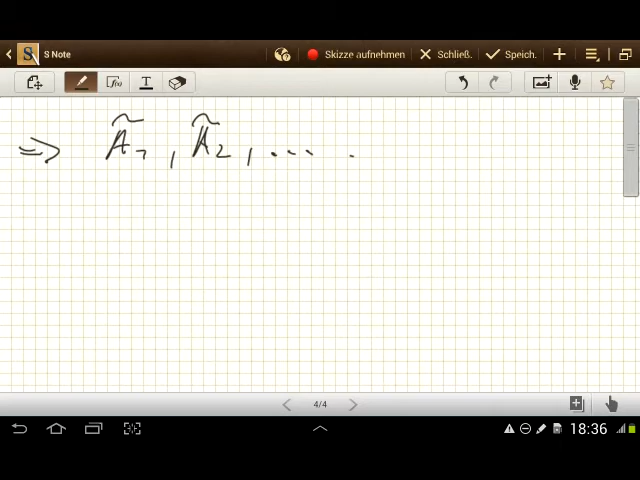 S Note
Skizze aufnehmen
Schließ.
Speich.
f(x)
T
⇒ Ã₁, Ã₂, ... .
4/4
18:36